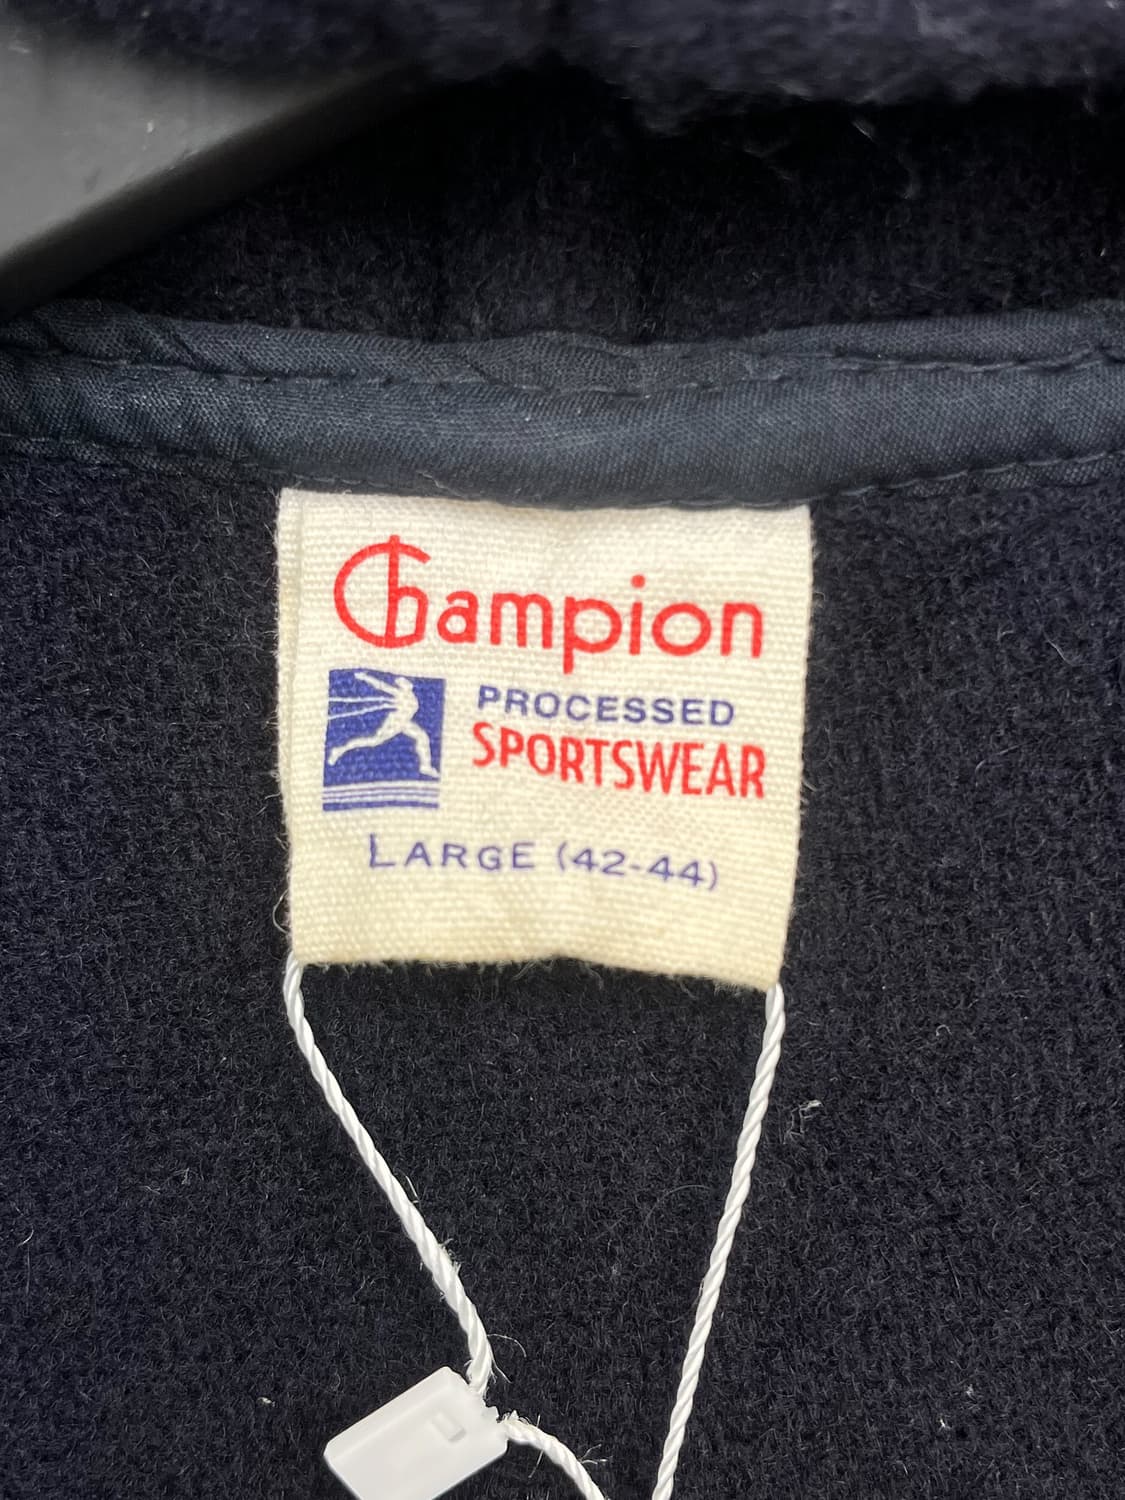 Champion
PROCESSED
SPORTSWEAR
LARGE (42-44)